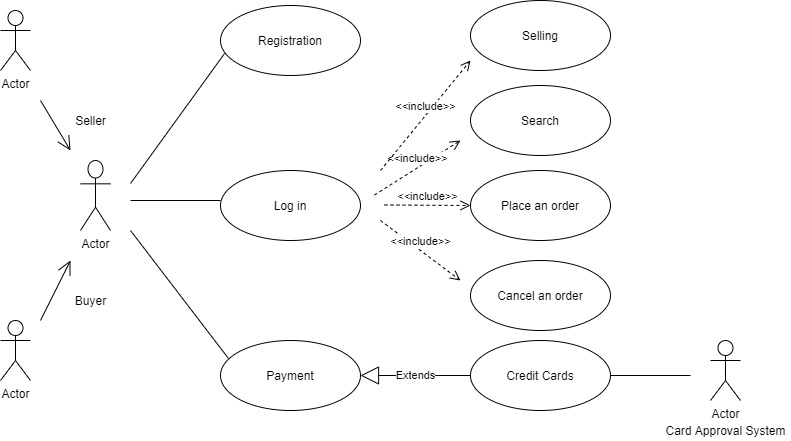 Selling
Registration
Actor
<<include>>
Seller
Search
<<include>>
<<include>>
Log in
Place an order
Actor
<<include>>
Cancel an order
Buyer
Payment
Extends
Credit Cards
Actor
Actor
Card Approval System